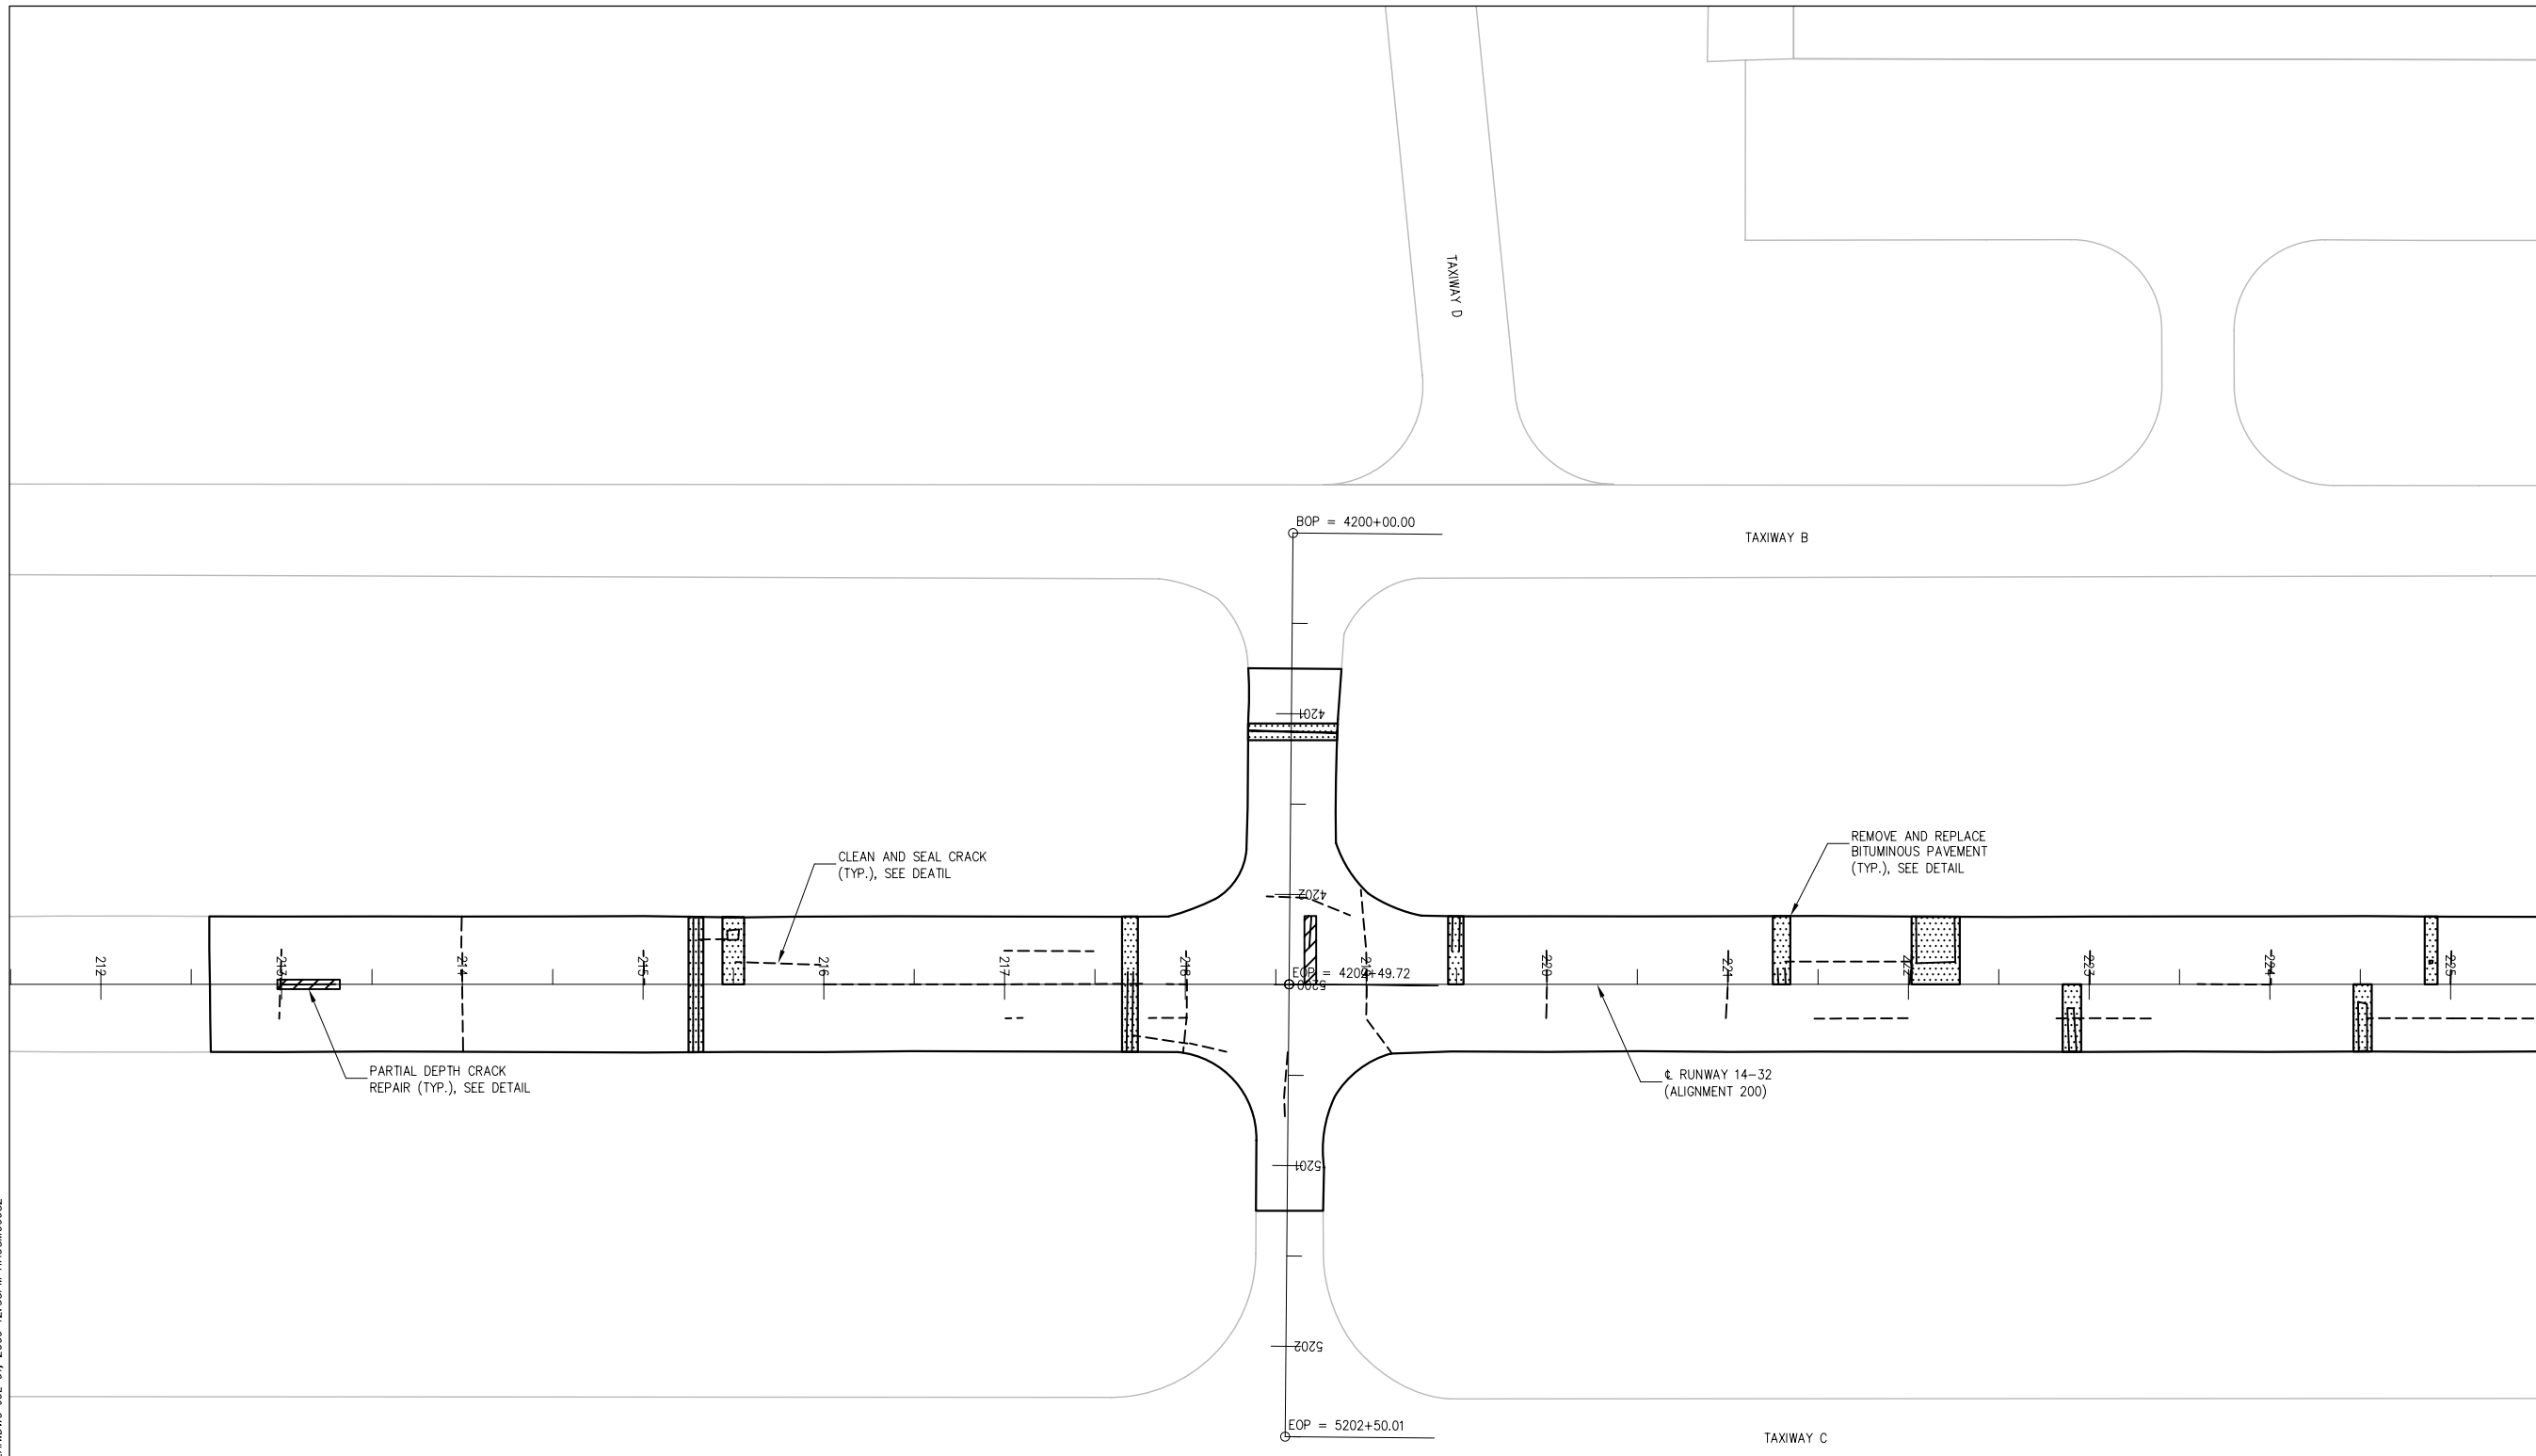 TAXIWAY D
BOP = 4200+00.00
TAXIWAY B
4201
CLEAN AND SEAL CRACK
(TYP.), SEE DEATIL
REMOVE AND REPLACE
BITUMINOUS PAVEMENT
(TYP.), SEE DETAIL
4202
212
213
214
215
216
217
218
219
220
221
222
223
224
225
EOP = 4202+49.72
5200
PARTIAL DEPTH CRACK
REPAIR (TYP.), SEE DETAIL
℄ RUNWAY 14-32
(ALIGNMENT 200)
5201
5202
EOP = 5202+50.01
TAXIWAY C